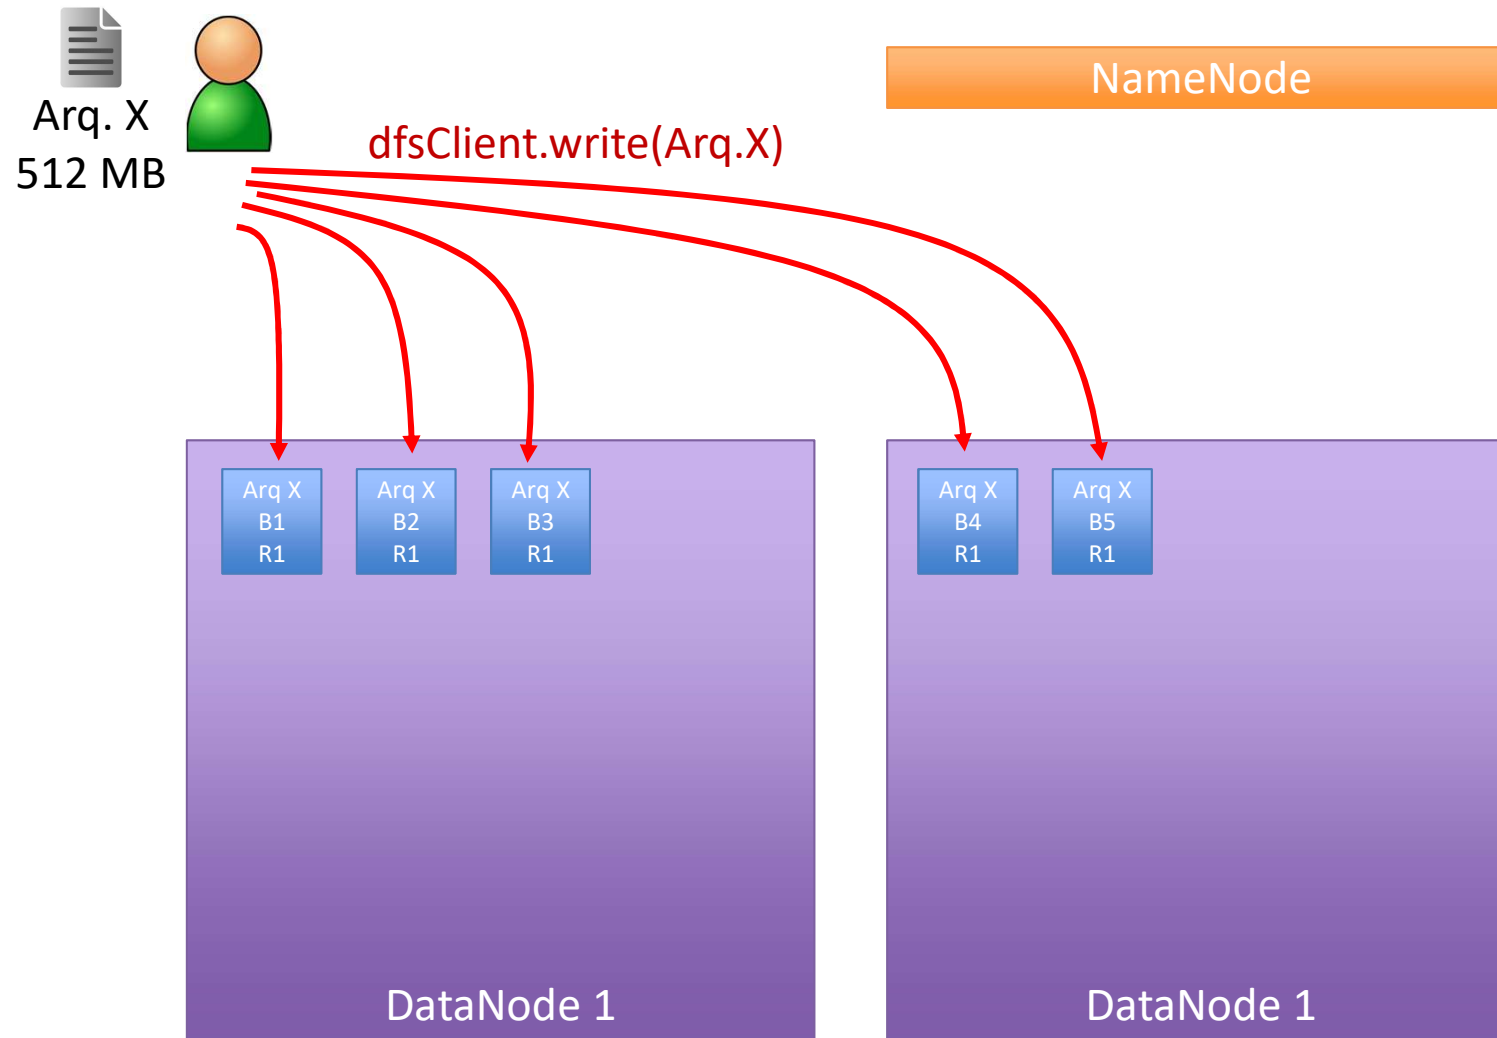 Arq. X
512 MB
dfsClient.write(Arq.X)
NameNode
Arq X
B1
R1
Arq X
B2
R1
Arq X
B3
R1
Arq X
B4
R1
Arq X
B5
R1
DataNode 1
DataNode 1